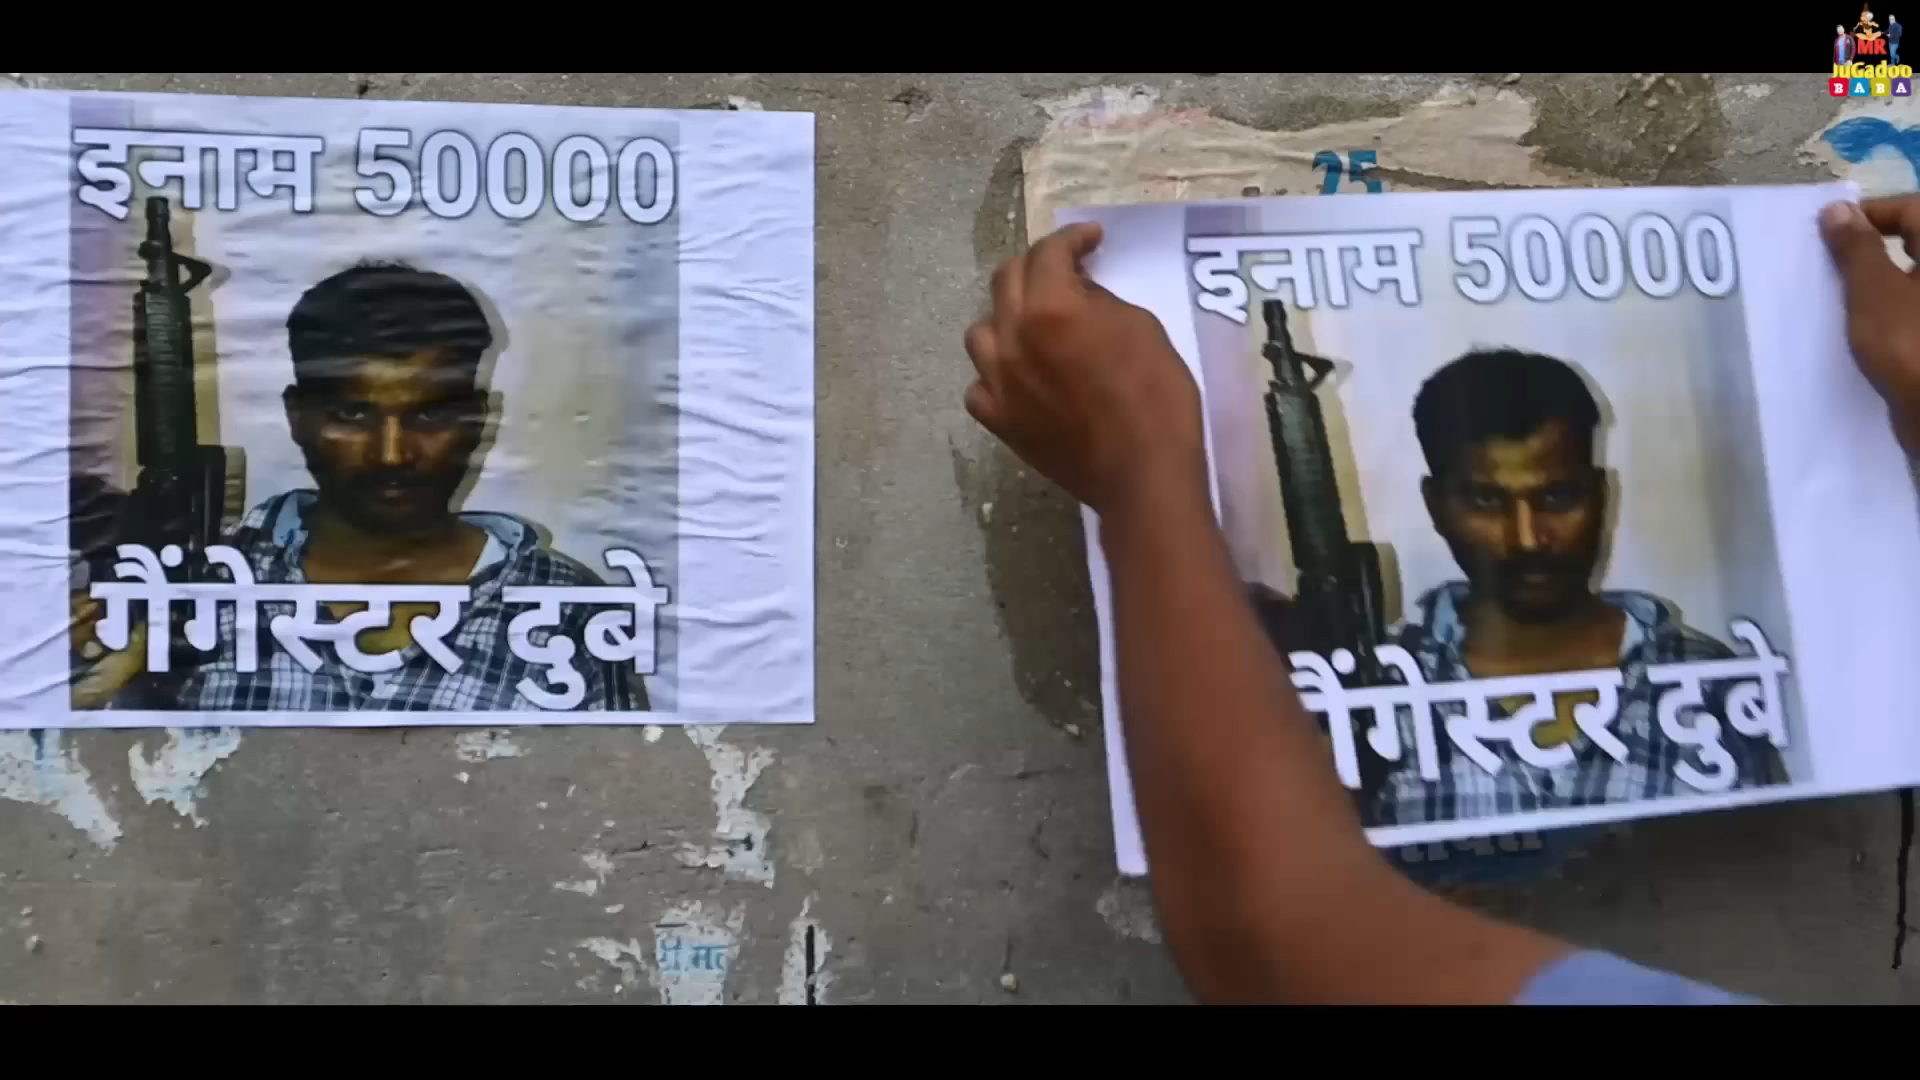 इनाम 50000
गैंगेस्टर दुबे
25
इनाम 50000
गैंगेस्टर दुबे
MR
JuGadoo
BABA